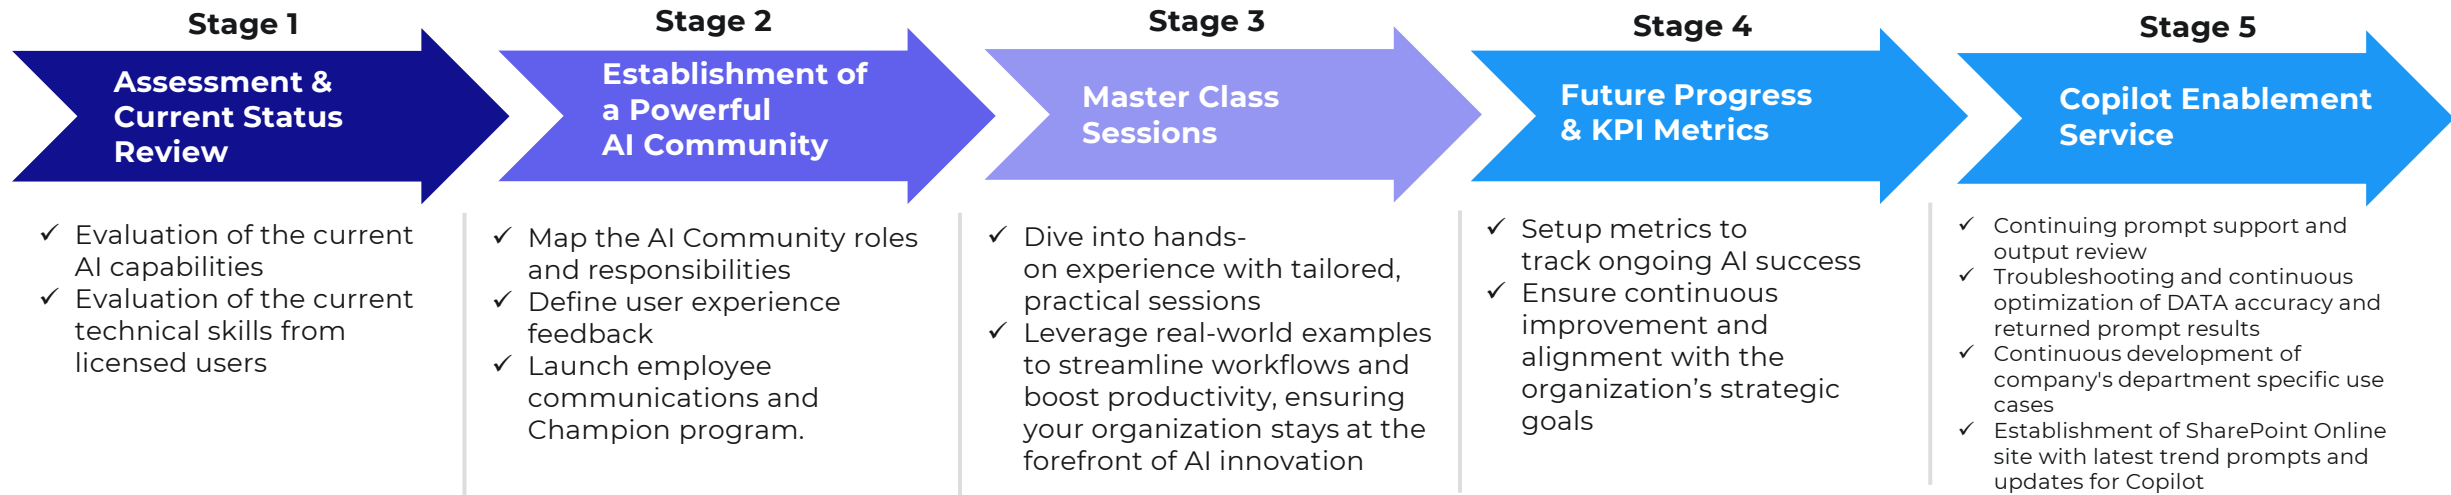 Stage 1
Assessment &
Current Status
Review
✓ Evaluation of the current
AI capabilities
✓ Evaluation of the current
technical skills from
licensed users
Stage 2
Establishment of
a Powerful
AI Community
✓ Map the AI Community roles
and responsibilities
✓ Define user experience
feedback
✓ Launch employee
communications and
Champion program.
Stage 3
Master Class
Sessions
✓ Dive into hands-
on experience with tailored,
practical sessions
✓ Leverage real-world examples
to streamline workflows and
boost productivity, ensuring
your organization stays at the
forefront of AI innovation
Stage 4
Future Progress
& KPI Metrics
✓ Setup metrics to
track ongoing AI success
✓ Ensure continuous
improvement and
alignment with the
organization’s strategic
goals
Stage 5
Copilot Enablement
Service
✓ Continuing prompt support and
output review
✓ Troubleshooting and continuous
optimization of DATA accuracy and
returned prompt results
✓ Continuous development of
company's department specific use
cases
✓ Establishment of SharePoint Online
site with latest trend prompts and
updates for Copilot